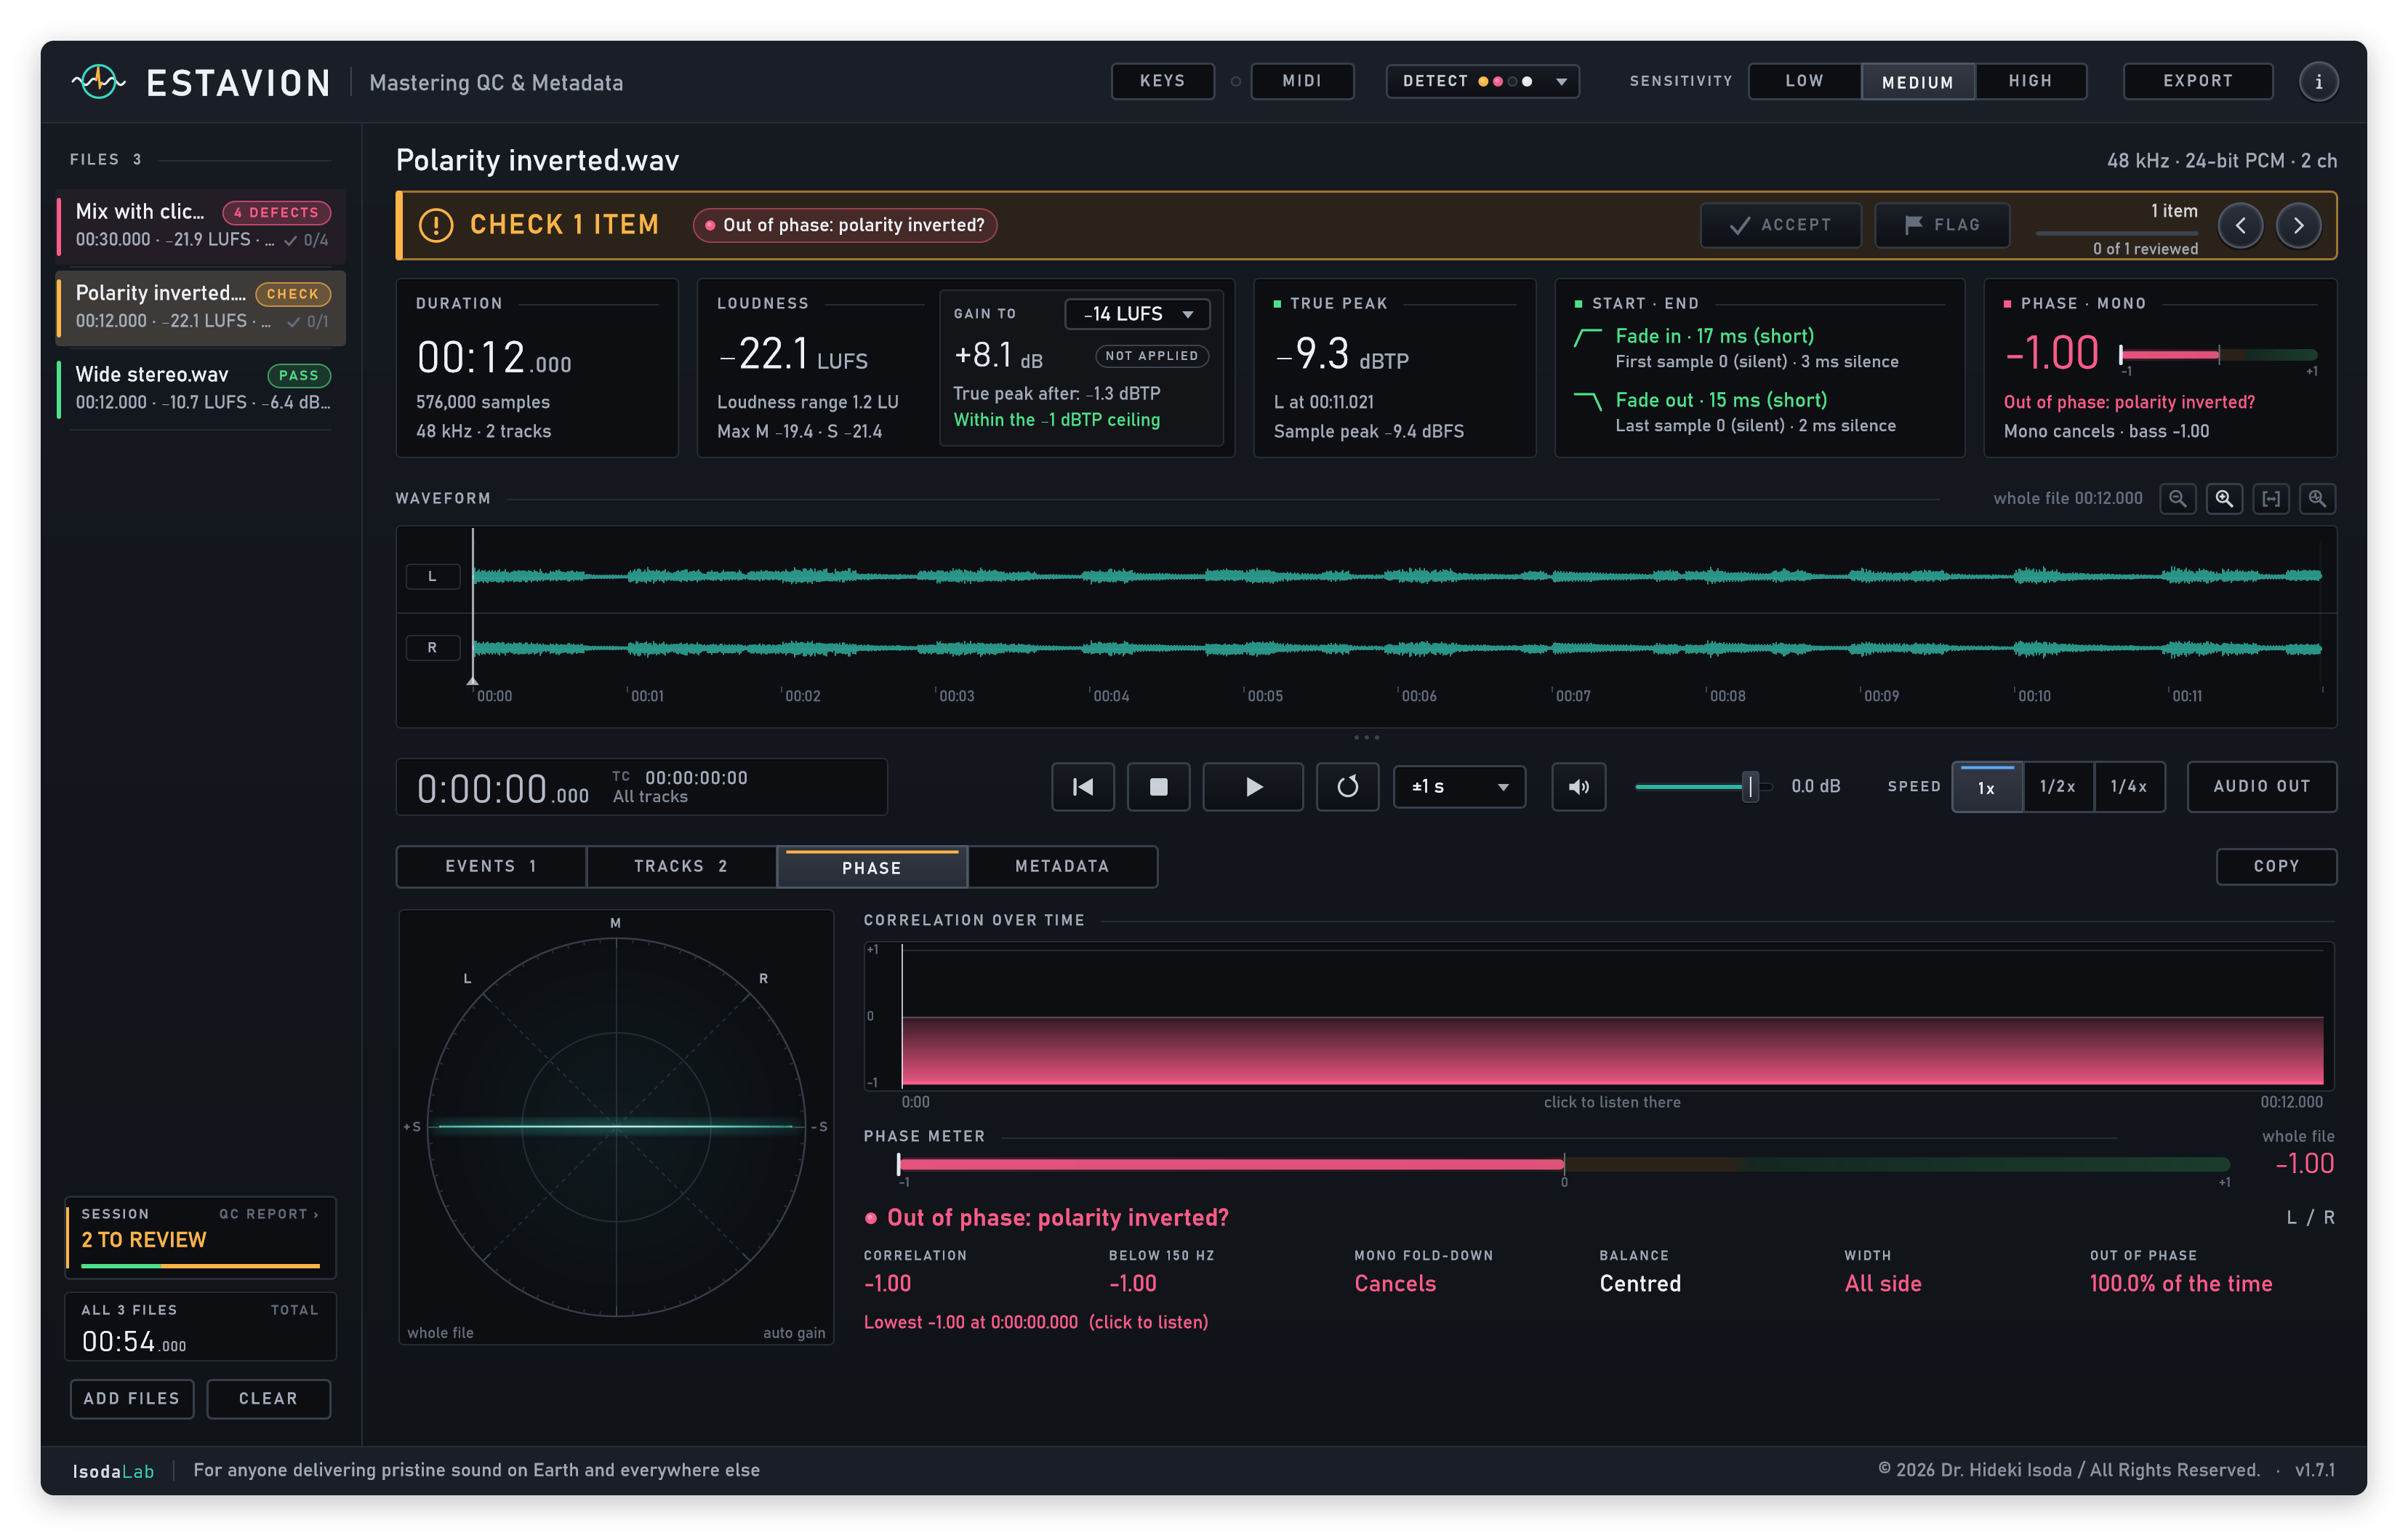 ESTAVION Mastering QC & Metadata KEYS MIDI DETECT SENSITIVITY LOW MEDIUM HIGH EXPORT i
FILES 3
Mix with clic... 4 DEFECTS
00:30.000 · -21.9 LUFS · ... 0/4
Polarity inverted.... CHECK
00:12.000 · -22.1 LUFS · ... 0/1
Wide stereo.wav PASS
00:12.000 · -10.7 LUFS · -6.4 dB...
SESSION QC REPORT ›
2 TO REVIEW
ALL 3 FILES TOTAL
00:54.000
ADD FILES CLEAR
Polarity inverted.wav 48 kHz · 24-bit PCM · 2 ch
CHECK 1 ITEM Out of phase: polarity inverted? ACCEPT FLAG
1 item
0 of 1 reviewed
DURATION
00:12.000
576,000 samples
48 kHz · 2 tracks
LOUDNESS
-22.1 LUFS
Loudness range 1.2 LU
Max M -19.4 · S -21.4
GAIN TO -14 LUFS
+8.1 dB NOT APPLIED
True peak after: -1.3 dBTP
Within the -1 dBTP ceiling
TRUE PEAK
-9.3 dBTP
L at 00:11.021
Sample peak -9.4 dBFS
START · END
Fade in · 17 ms (short)
First sample 0 (silent) · 3 ms silence
Fade out · 15 ms (short)
Last sample 0 (silent) · 2 ms silence
PHASE · MONO
-1.00
-1 +1
Out of phase: polarity inverted?
Mono cancels · bass -1.00
WAVEFORM whole file 00:12.000
L
R
00:00 00:01 00:02 00:03 00:04 00:05 00:06 00:07 00:08 00:09 00:10 00:11
0:00:00.000 TC 00:00:00:00
All tracks
±1 s 0.0 dB SPEED 1x 1/2x 1/4x AUDIO OUT
EVENTS 1 TRACKS 2 PHASE METADATA COPY
M
L R
+S -S
whole file auto gain
CORRELATION OVER TIME
+1
0
-1
0:00 click to listen there 00:12.000
PHASE METER whole file
-1.00
-1 0 +1
Out of phase: polarity inverted? L / R
CORRELATION BELOW 150 HZ MONO FOLD-DOWN BALANCE WIDTH OUT OF PHASE
-1.00 -1.00 Cancels Centred All side 100.0% of the time
Lowest -1.00 at 0:00:00.000 (click to listen)
IsodaLab For anyone delivering pristine sound on Earth and everywhere else © 2026 Dr. Hideki Isoda / All Rights Reserved. · v1.7.1